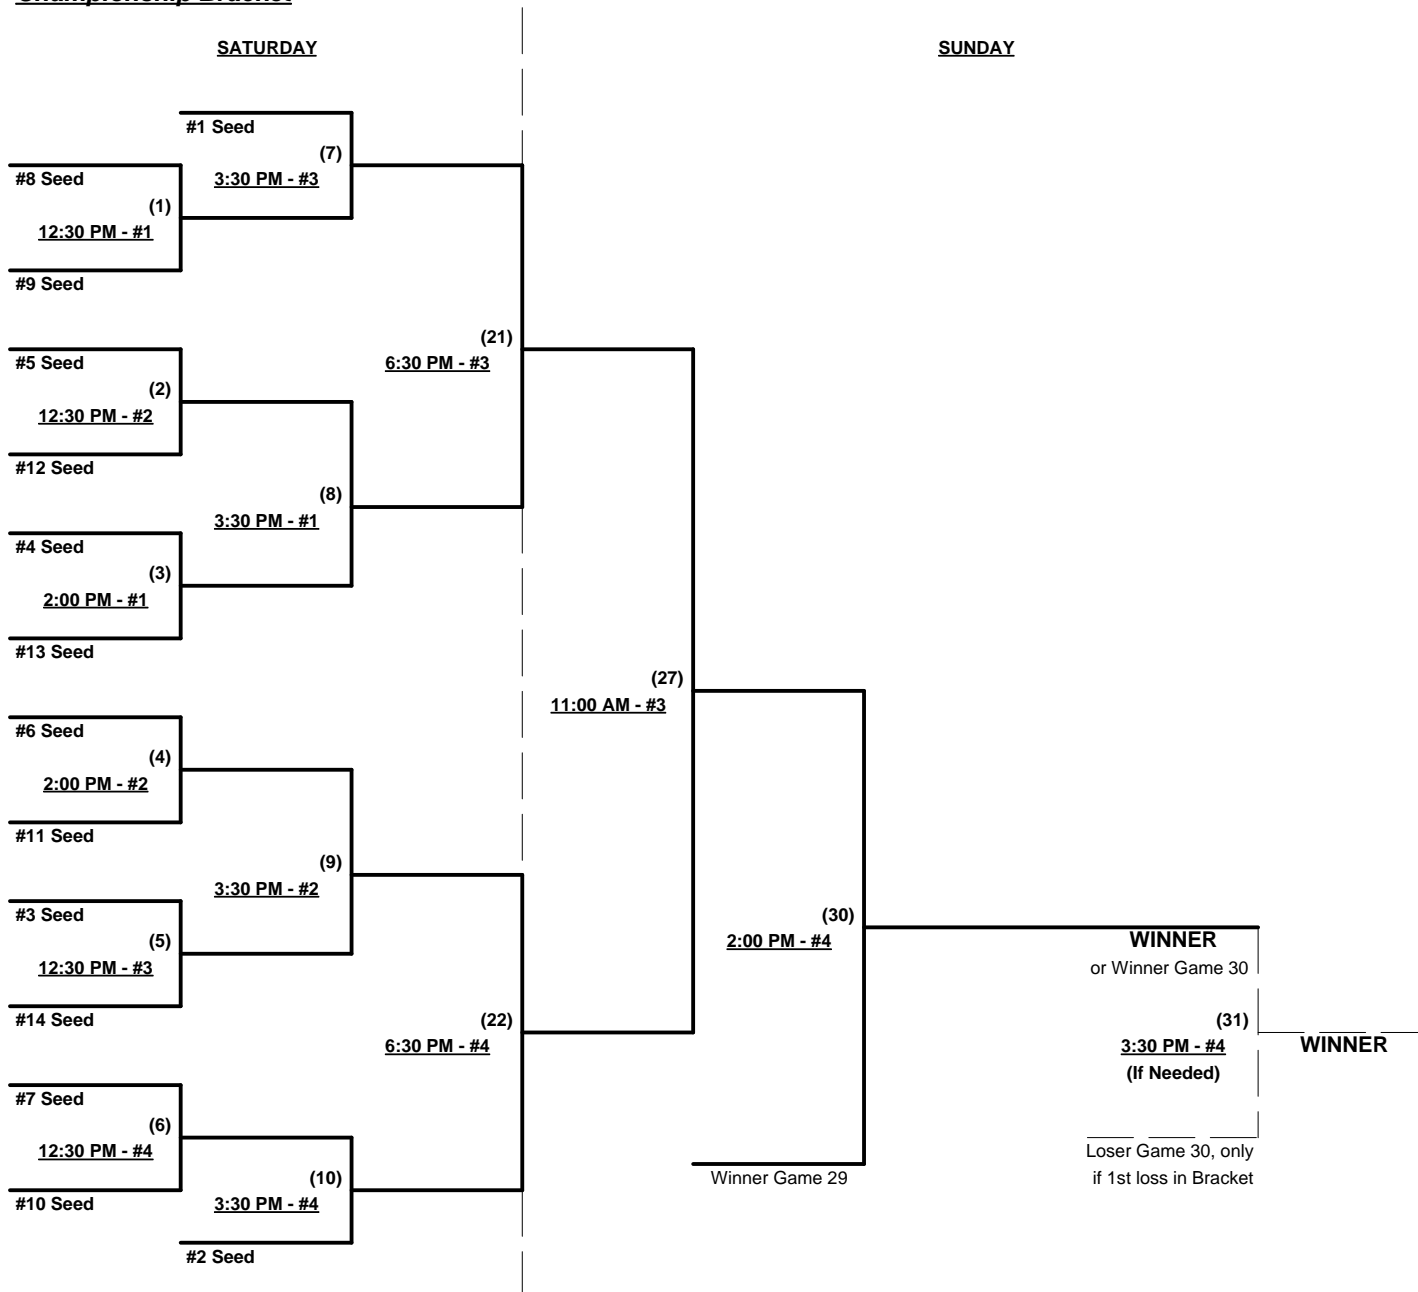 SATURDAY
SUNDAY
#1 Seed
(7)
3:30 PM - #3
#8 Seed
(1)
12:30 PM - #1
#9 Seed
(21)
6:30 PM - #3
#5 Seed
(2)
12:30 PM - #2
#12 Seed
(8)
3:30 PM - #1
#4 Seed
(3)
2:00 PM - #1
#13 Seed
(27)
11:00 AM - #3
#6 Seed
(4)
2:00 PM - #2
#11 Seed
(9)
3:30 PM - #2
#3 Seed
(5)
12:30 PM - #3
#14 Seed
(30)
2:00 PM - #4
WINNER
or Winner Game 30
(22)
6:30 PM - #4
(31)
3:30 PM - #4
(If Needed)
WINNER
#7 Seed
(6)
12:30 PM - #4
#10 Seed
(10)
3:30 PM - #4
#2 Seed
Winner Game 29
Loser Game 30, only
if 1st loss in Bracket